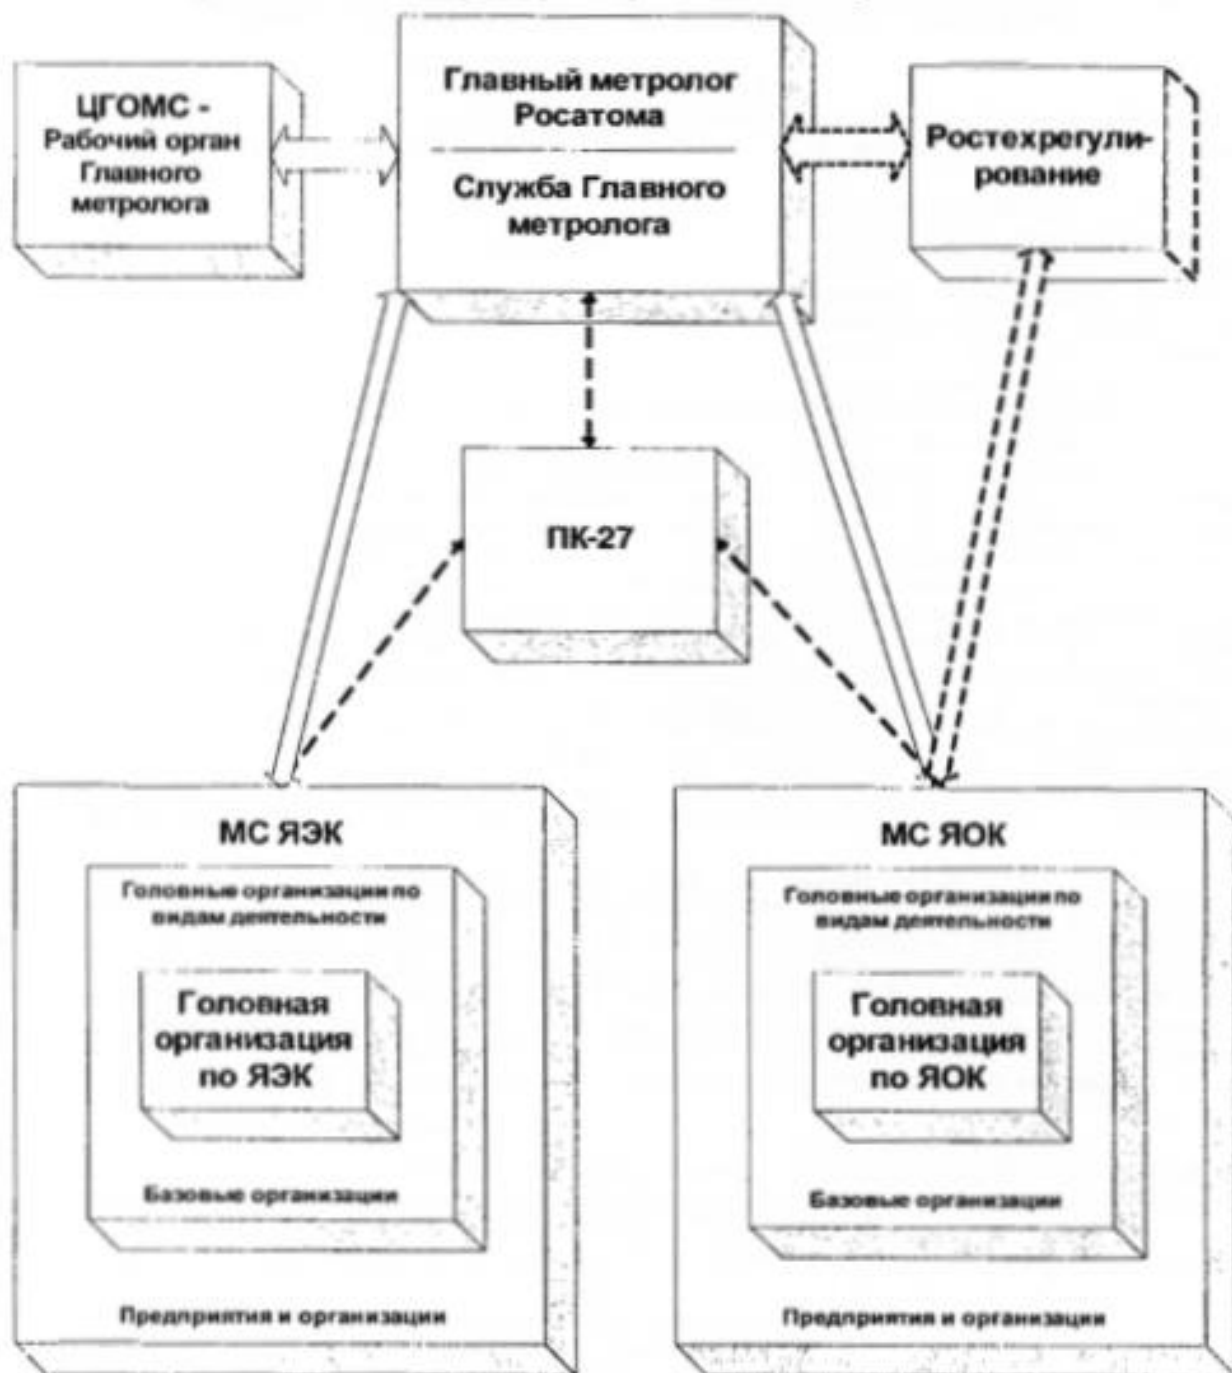 ЦГОМС -
Рабочий орган
Главного
метролога
Главный метролог
Росатома
Служба Главного
метролога
Ростехрегули-
рование
ПК-27
МС ЯЭК
Головные организации по
видам деятельности
Головная
организация
по ЯЭК
Базовые организации
Предприятия и организации
МС ЯОК
Головные организации по
видам деятельности
Головная
организация
по ЯОК
Базовые организации
Предприятия и организации